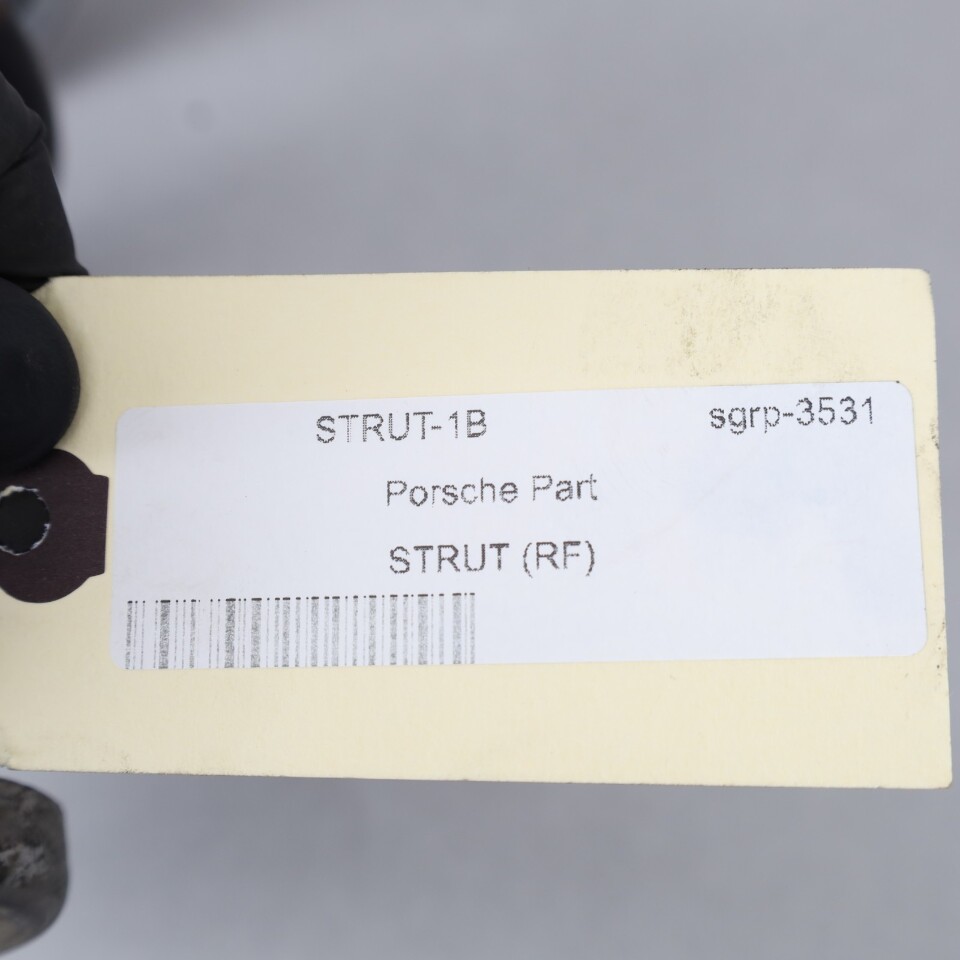 STRUT-1B sgrp-3531
Porsche Part
STRUT (RF)